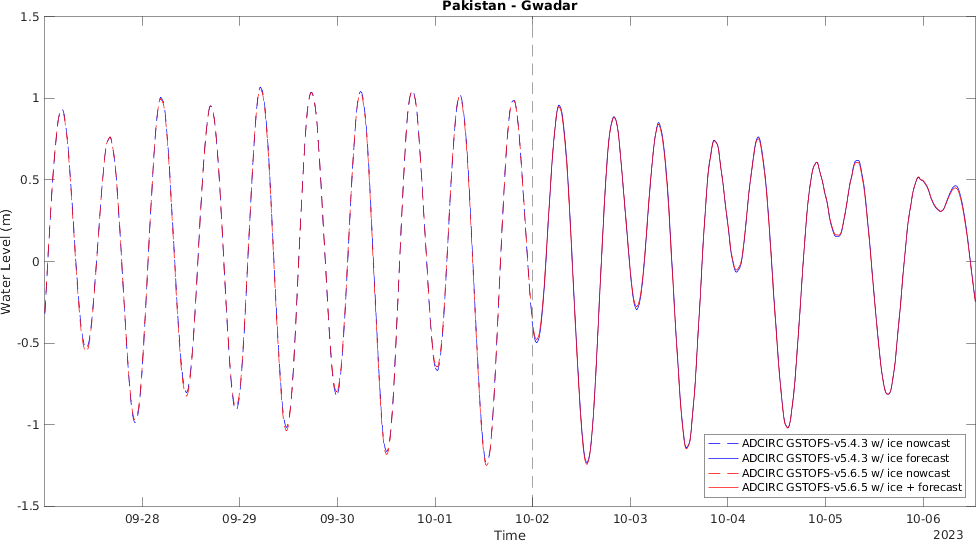 Pakistan - Gwadar
1.5
1
0.5
0
-0.5
-1
-1.5
Water Level (m)
ADCIRC GSTOFS-v5.4.3 w/ ice nowcast
ADCIRC GSTOFS-v5.4.3 w/ ice forecast
ADCIRC GSTOFS-v5.6.5 w/ ice nowcast
ADCIRC GSTOFS-v5.6.5 w/ ice + forecast
09-28 09-29 09-30 10-01 10-02 10-03 10-04 10-05 10-06
Time
2023